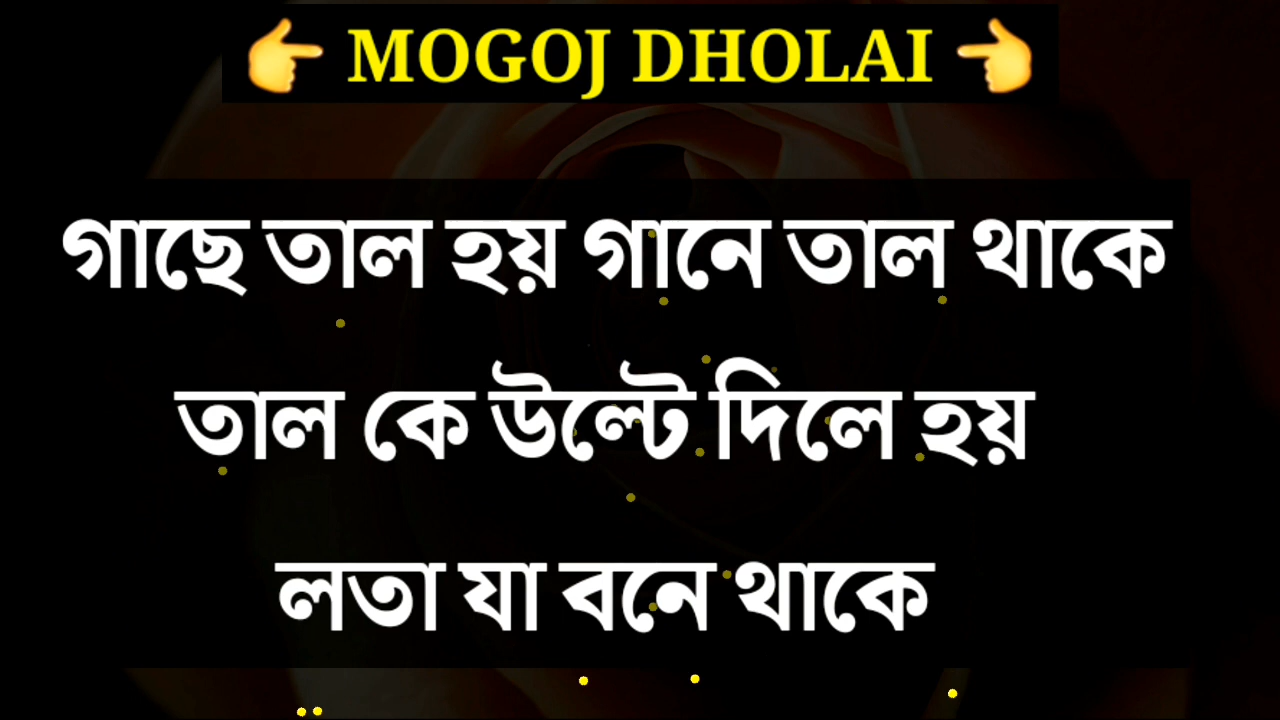 👉 MOGOJ DHOLAI 👈
গাছে তাল হয় গানে তাল থাকে
তাল কে উল্টে দিলে হয়
লতা যা বনে থাকে